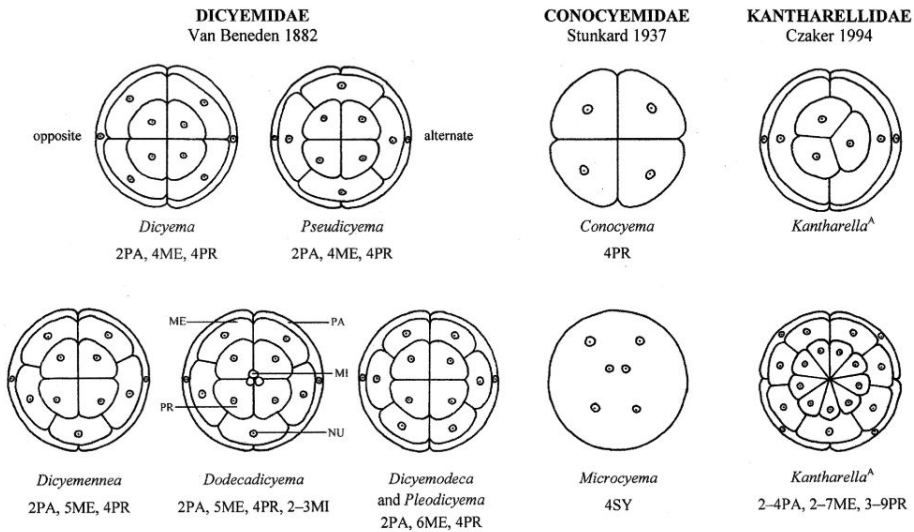 DICYEMIDAE
Van Beneden 1882
CONOCYEMIDAE
Stunkard 1937
KANTHARELLIDAE
Czaker 1994
opposite
alternate
Dicyema
2PA, 4ME, 4PR
Pseudicyema
2PA, 4ME, 4PR
Conocyema
4PR
Kantharellaᴬ
ME
PA
MI
PR
NU
Dicyemennea
2PA, 5ME, 4PR
Dodecadicyema
2PA, 5ME, 4PR, 2–3MI
Dicyemodeca
and Pleodicyema
2PA, 6ME, 4PR
Microcyema
4SY
Kantharellaᴬ
2–4PA, 2–7ME, 3–9PR